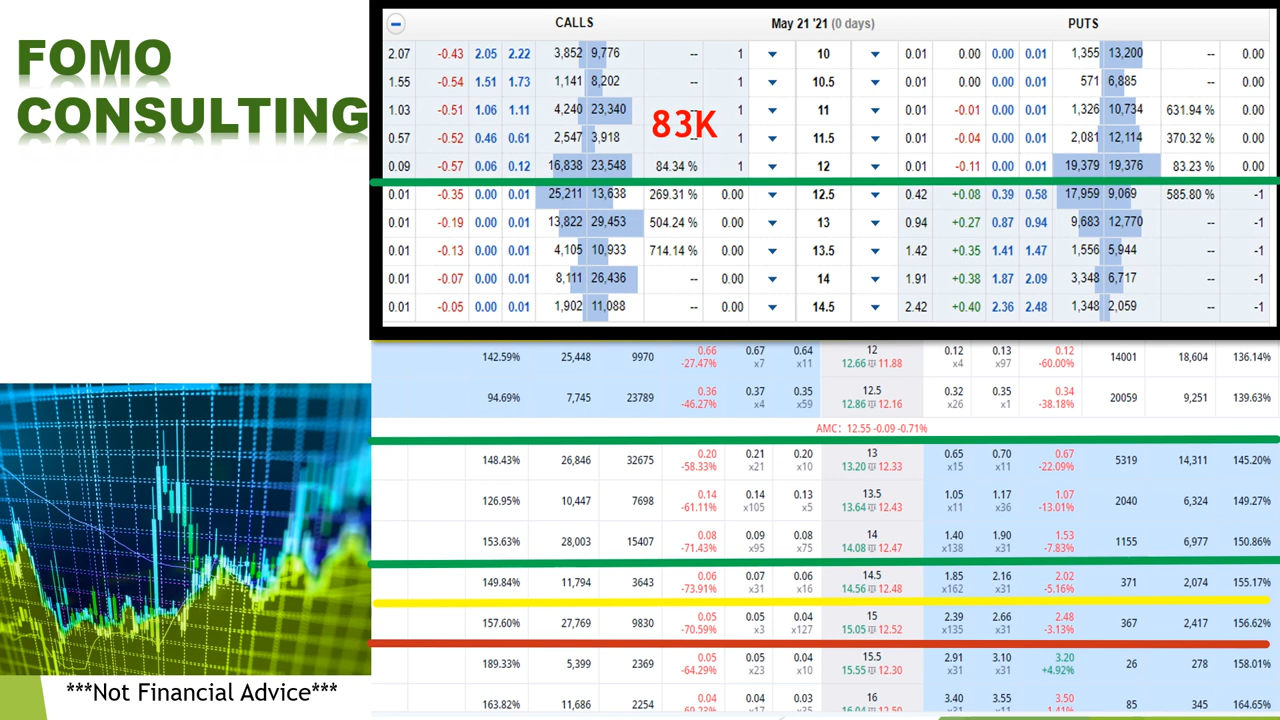 FOMO
CONSULTING
CALLS May 21 '21 (0 days) PUTS
2.07 -0.43 2.05 2.22 3,852 9,776 -- 1 10 0.01 0.00 0.00 0.01 1,355 13,200 -- 0.00
1.55 -0.54 1.51 1.73 1,141 8,202 -- 1 10.5 0.01 0.00 0.00 0.01 571 6,885 -- 0.00
1.03 -0.51 1.06 1.11 4,240 23,340 -- 1 11 0.01 -0.01 0.00 0.01 1,326 10,734 631.94 % 0.00
83K
0.57 -0.52 0.46 0.61 2,547 3,918 -- 1 11.5 0.01 -0.04 0.00 0.01 2,081 12,114 370.32 % 0.00
0.09 -0.57 0.06 0.12 16,838 23,548 84.34 % 1 12 0.01 -0.11 0.00 0.01 19,379 19,376 83.23 % 0.00
0.01 -0.35 0.00 0.01 25,211 13,638 269.31 % 0.00 12.5 0.42 +0.08 0.39 0.58 17,959 9,069 585.80 % -1
0.01 -0.19 0.00 0.01 13,822 29,453 504.24 % 0.00 13 0.94 +0.27 0.87 0.94 9,683 12,770 -- -1
0.01 -0.13 0.00 0.01 4,105 10,933 714.14 % 0.00 13.5 1.42 +0.35 1.41 1.47 1,556 5,944 -- -1
0.01 -0.07 0.00 0.01 8,111 26,436 -- 0.00 14 1.91 +0.38 1.87 2.09 3,348 6,717 -- -1
0.01 -0.05 0.00 0.01 1,902 11,088 -- 0.00 14.5 2.42 +0.40 2.36 2.48 1,348 2,059 -- -1
142.59% 25,448 9970 0.66 0.67 0.64 12 0.12 0.13 0.12 14001 18,604 136.14%
-27.47% x7 x11 12.66 11.88 x4 x97 -60.00%
94.69% 7,745 23789 0.36 0.37 0.35 12.5 0.32 0.35 0.34 20059 9,251 139.63%
-46.27% x4 x59 12.86 12.16 x26 x1 -38.18%
AMC: 12.55 -0.09 -0.71%
148.43% 26,846 32675 0.20 0.21 0.20 13 0.65 0.70 0.67 5319 14,311 145.20%
-58.33% x21 x10 13.20 12.33 x15 x11 -22.09%
126.95% 10,447 7698 0.14 0.14 0.13 13.5 1.05 1.17 1.07 2040 6,324 149.27%
-61.11% x105 x5 13.64 12.43 x11 x36 -13.01%
153.63% 28,003 15407 0.08 0.09 0.08 14 1.40 1.90 1.53 1155 6,977 150.86%
-71.43% x95 x75 14.08 12.47 x138 x31 -7.83%
149.84% 11,794 3643 0.06 0.07 0.06 14.5 1.85 2.16 2.02 371 2,074 155.17%
-73.91% x31 x16 14.56 12.48 x162 x31 -5.16%
157.60% 27,769 9830 0.05 0.05 0.04 15 2.39 2.66 2.48 367 2,417 156.62%
-70.59% x3 x127 15.05 12.52 x135 x31 -3.13%
189.33% 5,399 2369 0.05 0.05 0.04 15.5 2.91 3.10 3.20 26 278 158.01%
-64.29% x23 x10 15.55 12.30 x31 x31 +4.92%
163.82% 11,686 2254 0.04 0.04 0.03 16 3.40 3.55 3.50 85 345 164.65%
***Not Financial Advice***